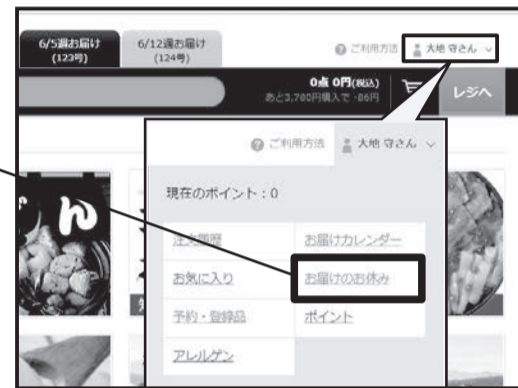 6/5週お届け
(123号)
6/12週お届け
(124号)
ご利用方法
大地 守さん
0点 0円(税込)
あと3,780円購入で -86円
レジへ
ご利用方法
大地 守さん
現在のポイント:0
注文履歴
お届けカレンダー
お気に入り
お届けのお休み
予約・登録品
ポイント
アレルゲン